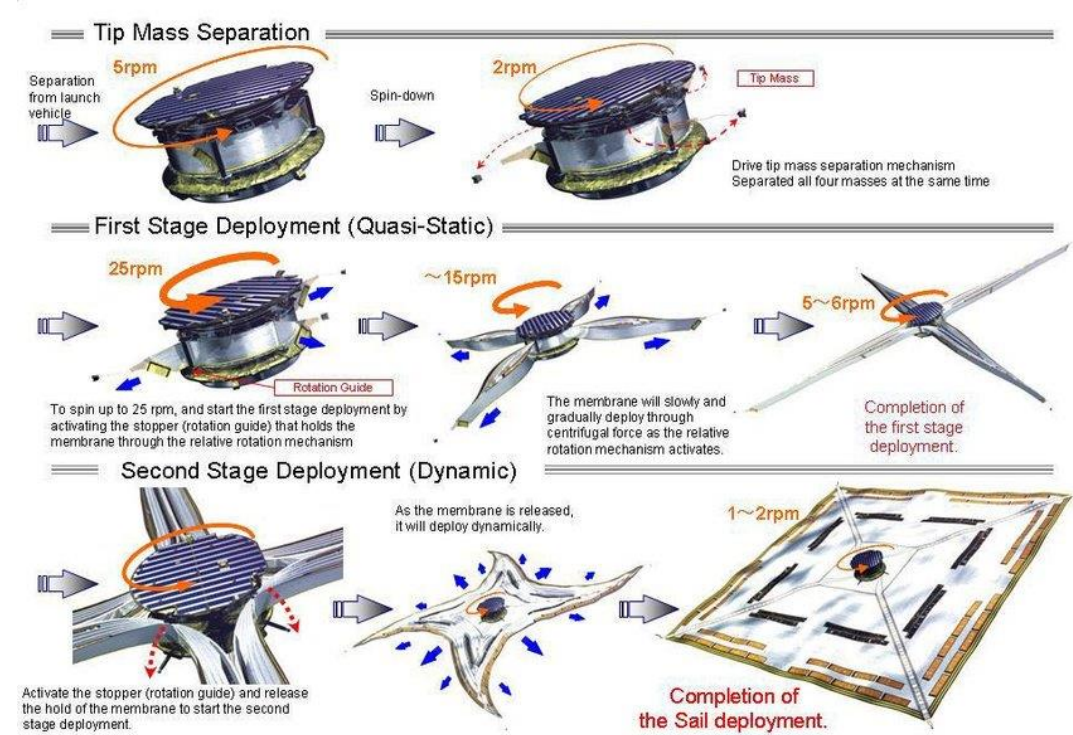 Tip Mass Separation
Separation
from launch
vehicle
5rpm
Spin-down
2rpm
Tip Mass
Drive tip mass separation mechanism
Separated all four masses at the same time
First Stage Deployment (Quasi-Static)
25rpm
Rotation Guide
To spin up to 25 rpm, and start the first stage deployment by
activating the stopper (rotation guide) that holds the
membrane through the relative rotation mechanism
～15rpm
The membrane will slowly and
gradually deploy through
centrifugal force as the relative
rotation mechanism activates.
5～6rpm
Completion of
the first stage
deployment.
Second Stage Deployment (Dynamic)
Activate the stopper (rotation guide) and release
the hold of the membrane to start the second
stage deployment.
As the membrane is released,
it will deploy dynamically.
1～2rpm
Completion of
the Sail deployment.